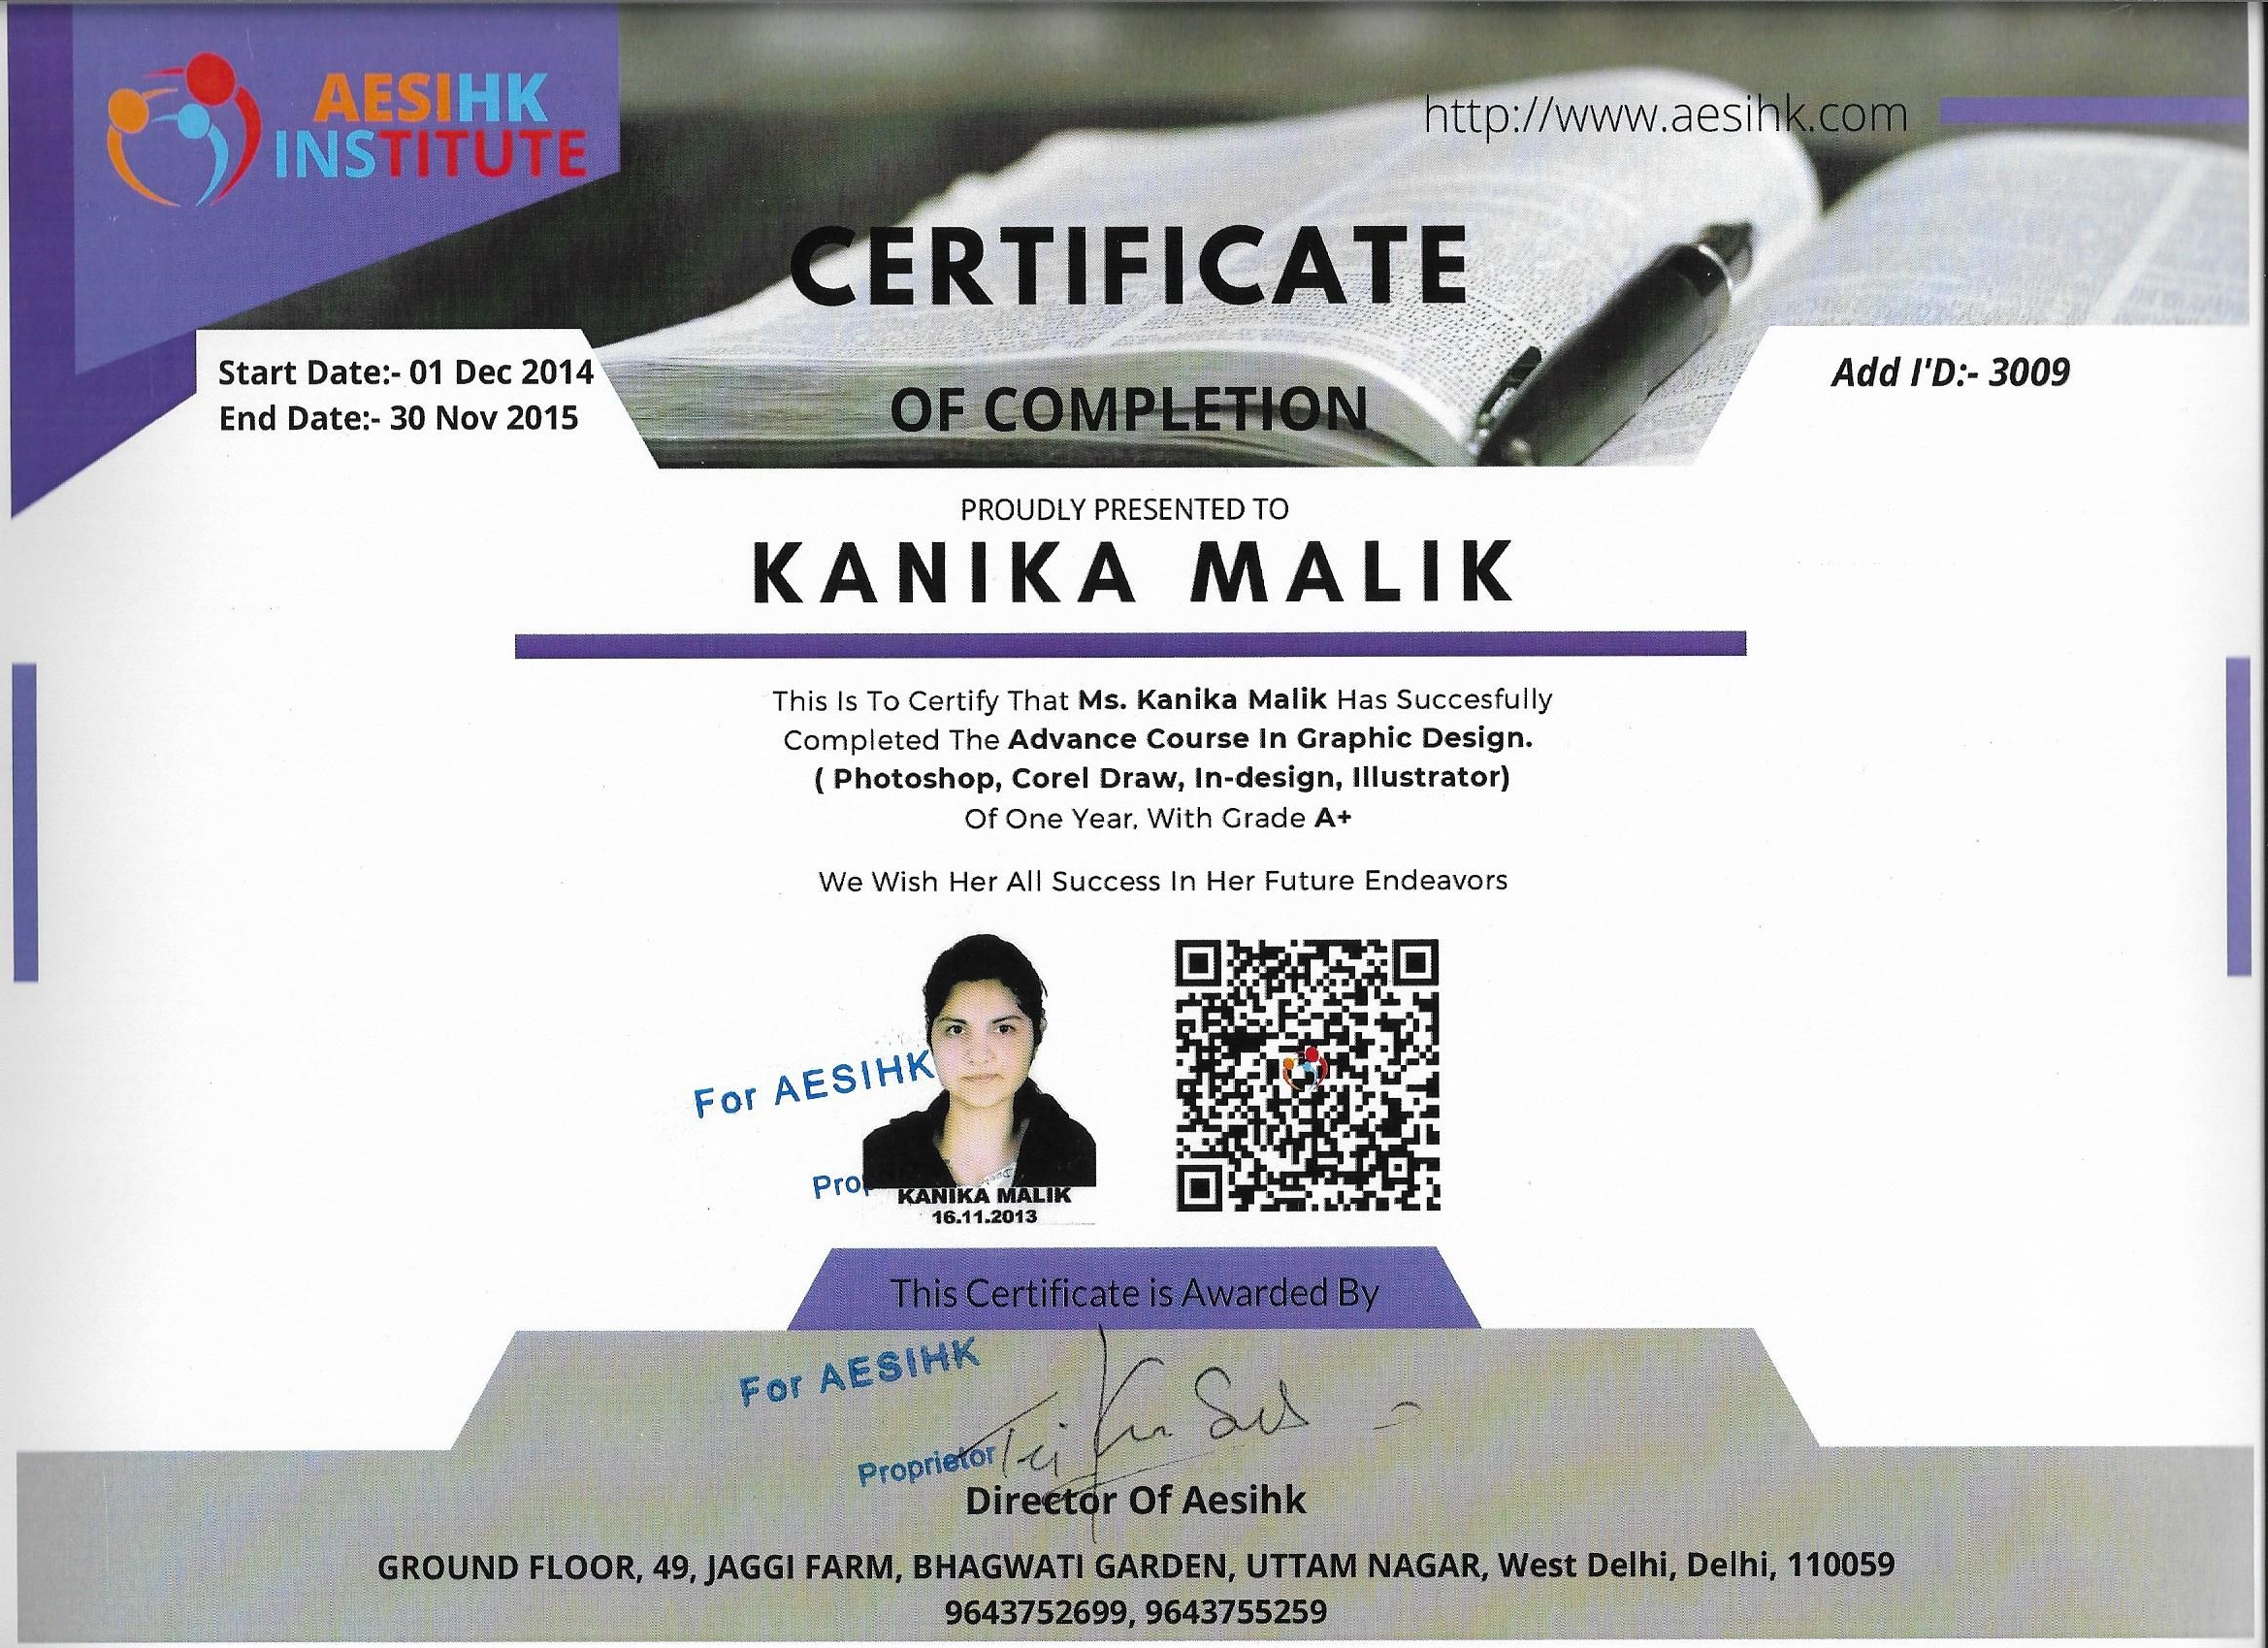 AESIHK
INSTITUTE
http://www.aesihk.com
CERTIFICATE
OF COMPLETION
Start Date:- 01 Dec 2014
End Date:- 30 Nov 2015
Add I'D:- 3009
PROUDLY PRESENTED TO
KANIKA MALIK
This Is To Certify That Ms. Kanika Malik Has Succesfully
Completed The Advance Course In Graphic Design.
( Photoshop, Corel Draw, In-design, Illustrator)
Of One Year, With Grade A+
We Wish Her All Success In Her Future Endeavors
For AESIHK
KANIKA MALIK
16.11.2013
This Certificate is Awarded By
For AESIHK
Proprietor
Director Of Aesihk
GROUND FLOOR, 49, JAGGI FARM, BHAGWATI GARDEN, UTTAM NAGAR, West Delhi, Delhi, 110059
9643752699, 9643755259